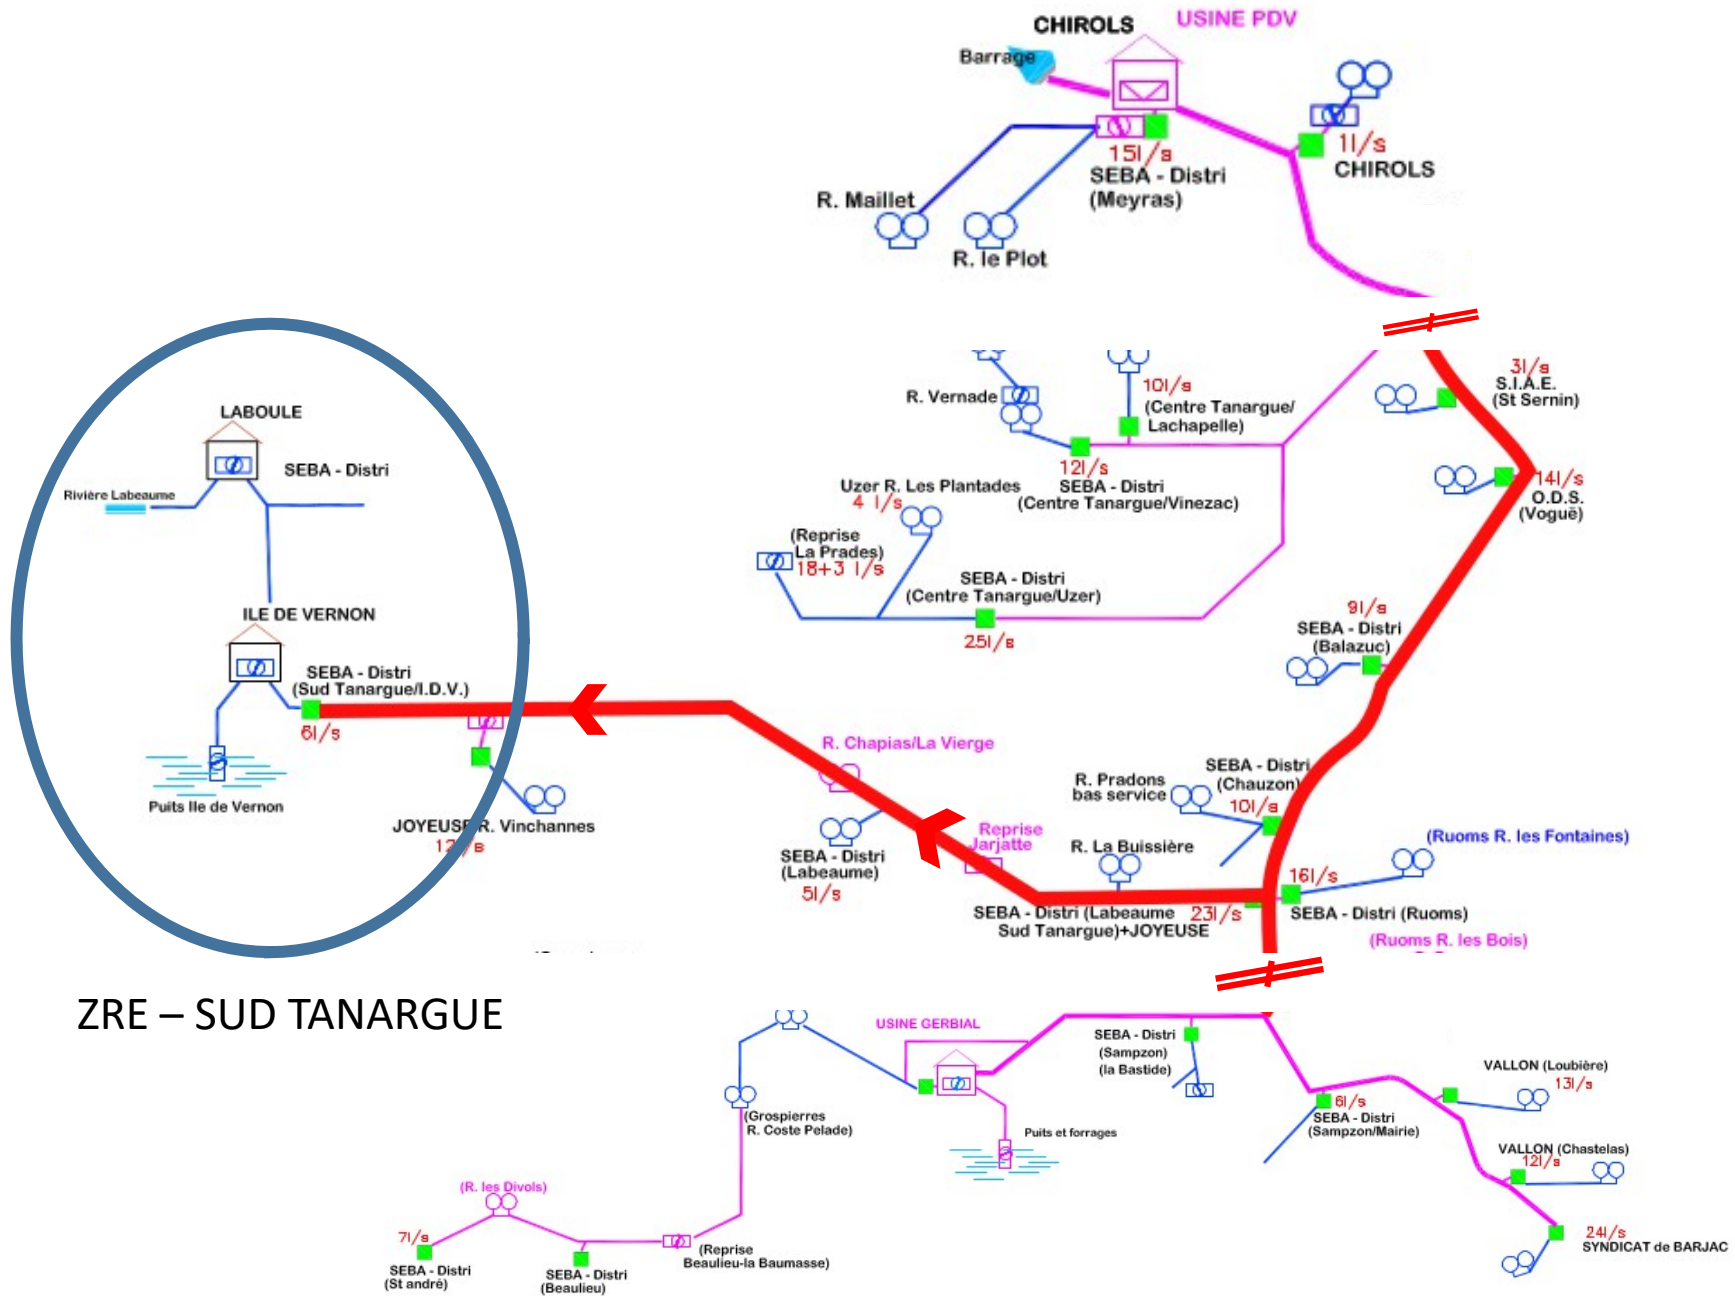 CHIROLS
USINE PDV
Barrage
15l/s
SEBA - Distri
(Meyras)
1l/s
CHIROLS
R. Maillet
R. le Plot
LABOULE
SEBA - Distri
Rivière Labeaume
ILE DE VERNON
SEBA - Distri
(Sud Tanargue/I.D.V.)
6l/s
Puits Ile de Vernon
JOYEUSE R. Vinchannes
ZRE – SUD TANARGUE
R. Vernade
10l/s
(Centre Tanargue/
Lachapelle)
12l/s
SEBA - Distri
(Centre Tanargue/Vinezac)
Uzer R. Les Plantades
4 l/s
(Reprise
La Prades)
18+3 l/s
SEBA - Distri
(Centre Tanargue/Uzer)
25l/s
3l/s
S.I.A.E.
(St Sernin)
14l/s
O.D.S.
(Voguë)
9l/s
SEBA - Distri
(Balazuc)
R. Chapias/La Vierge
SEBA - Distri
(Labeaume)
5l/s
Reprise
Jarjatte
R. Pradons
bas service
SEBA - Distri
(Chauzon)
10l/s
R. La Buissière
(Ruoms R. les Fontaines)
16l/s
SEBA - Distri (Ruoms)
(Ruoms R. les Bois)
SEBA - Distri (Labeaume
Sud Tanargue)+JOYEUSE
23l/s
USINE GERBIAL
SEBA - Distri
(Sampzon)
(la Bastide)
Puits et forrages
(Grospierres
R. Coste Pelade)
(R. les Divols)
7l/s
SEBA - Distri
(St andré)
SEBA - Distri
(Beaulieu)
(Reprise
Beaulieu-la Baumasse)
6l/s
SEBA - Distri
(Sampzon/Mairie)
VALLON (Loubière)
13l/s
VALLON (Chastelas)
12l/s
24l/s
SYNDICAT de BARJAC